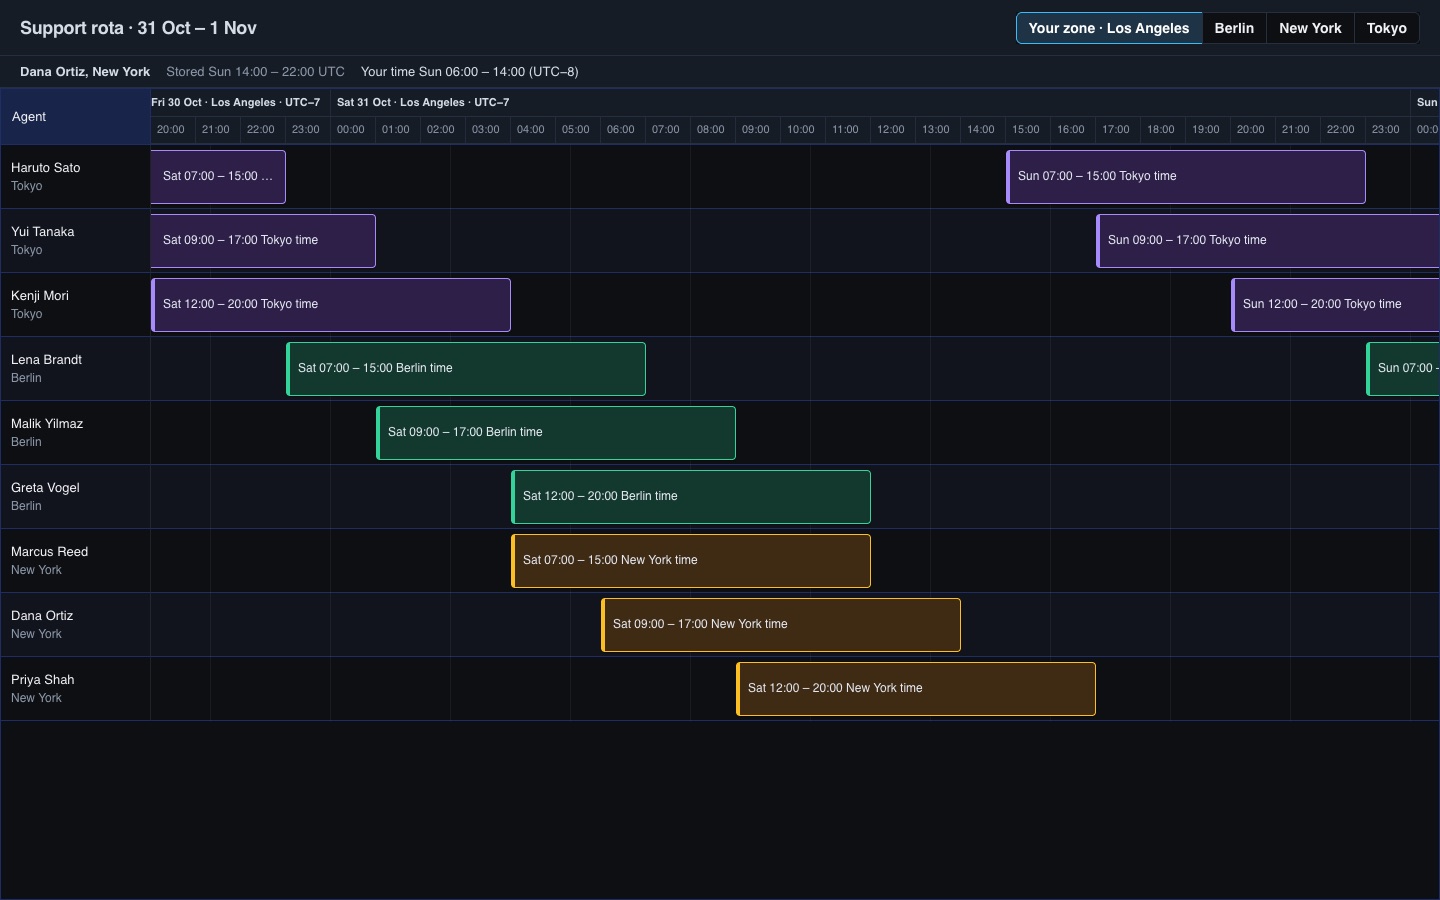 Support rota · 31 Oct – 1 Nov
Your zone · Los Angeles
Berlin
New York
Tokyo
Dana Ortiz, New York Stored Sun 14:00 – 22:00 UTC Your time Sun 06:00 – 14:00 (UTC−8)
Agent
Fri 30 Oct · Los Angeles · UTC−7
Sat 31 Oct · Los Angeles · UTC−7
Sun
20:00 21:00 22:00 23:00 00:00 01:00 02:00 03:00 04:00 05:00 06:00 07:00 08:00 09:00 10:00 11:00 12:00 13:00 14:00 15:00 16:00 17:00 18:00 19:00 20:00 21:00 22:00 23:00 00:0
Haruto Sato
Tokyo
Sat 07:00 – 15:00 …
Sun 07:00 – 15:00 Tokyo time
Yui Tanaka
Tokyo
Sat 09:00 – 17:00 Tokyo time
Sun 09:00 – 17:00 Tokyo time
Kenji Mori
Tokyo
Sat 12:00 – 20:00 Tokyo time
Sun 12:00 – 20:00 Tokyo time
Lena Brandt
Berlin
Sat 07:00 – 15:00 Berlin time
Sun 07:00 –
Malik Yilmaz
Berlin
Sat 09:00 – 17:00 Berlin time
Greta Vogel
Berlin
Sat 12:00 – 20:00 Berlin time
Marcus Reed
New York
Sat 07:00 – 15:00 New York time
Dana Ortiz
New York
Sat 09:00 – 17:00 New York time
Priya Shah
New York
Sat 12:00 – 20:00 New York time